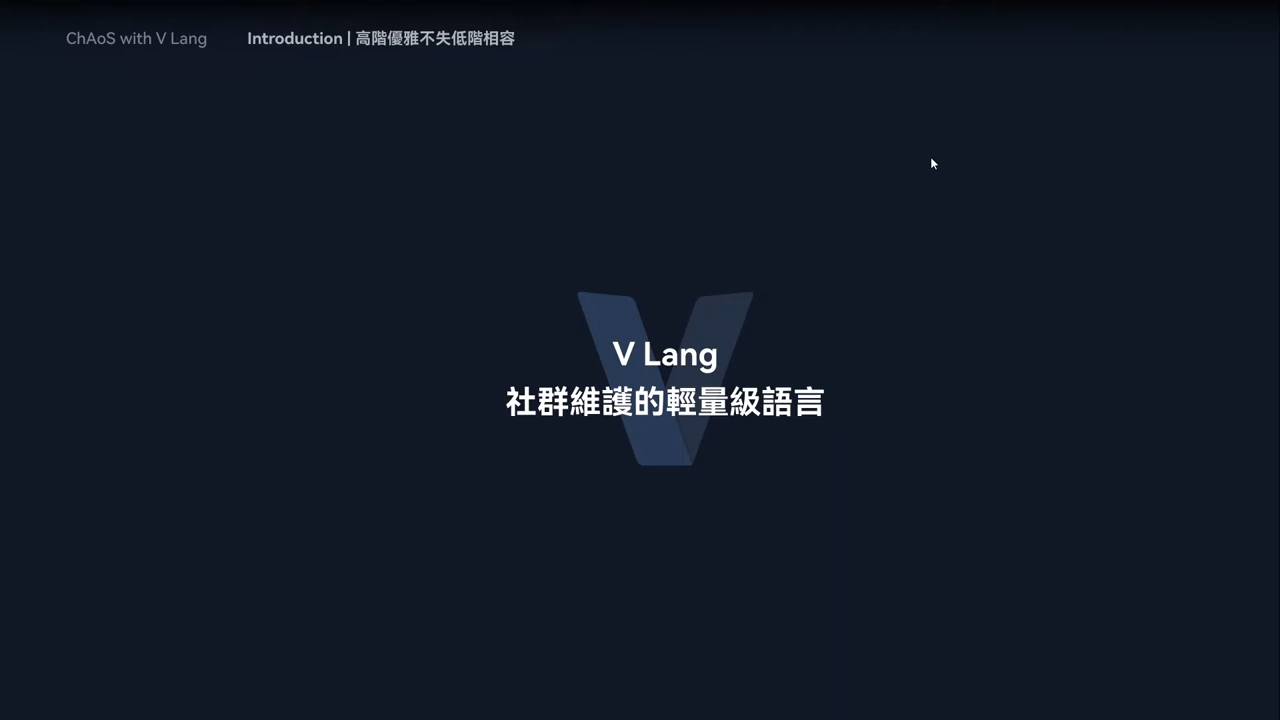 ChAoS with V Lang
Introduction | 高階優雅不失低階相容
V Lang
社群維護的輕量級語言